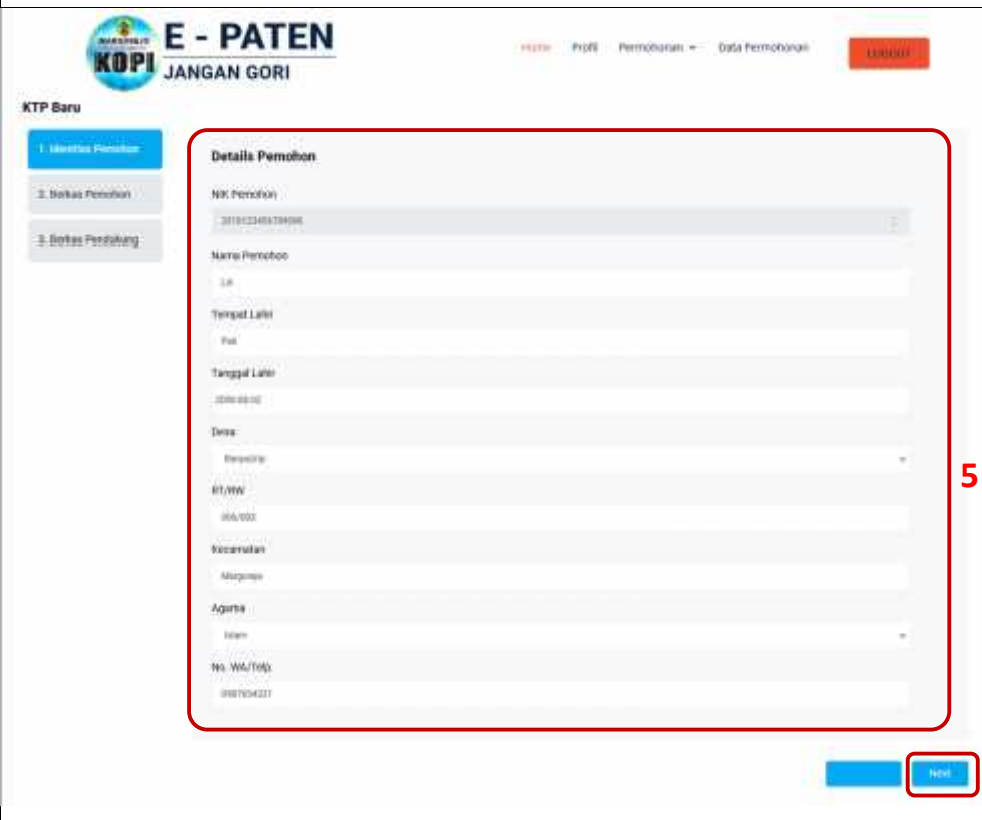 KOPI
E - PATEN
JANGAN GORI
Home Profil Permohonan Data Permohonan
LOGOUT
KTP Baru
1. Identitas Pemohon
2. Berkas Pemohon
3. Berkas Pendukung
Details Pemohon
NIK Pemohon
Nama Pemohon
Tempat Lahir
Pati
Tanggal Lahir
Desa
RT/RW
Kecamatan
Margorejo
Agama
Islam
No. WA/Telp.
5
Next